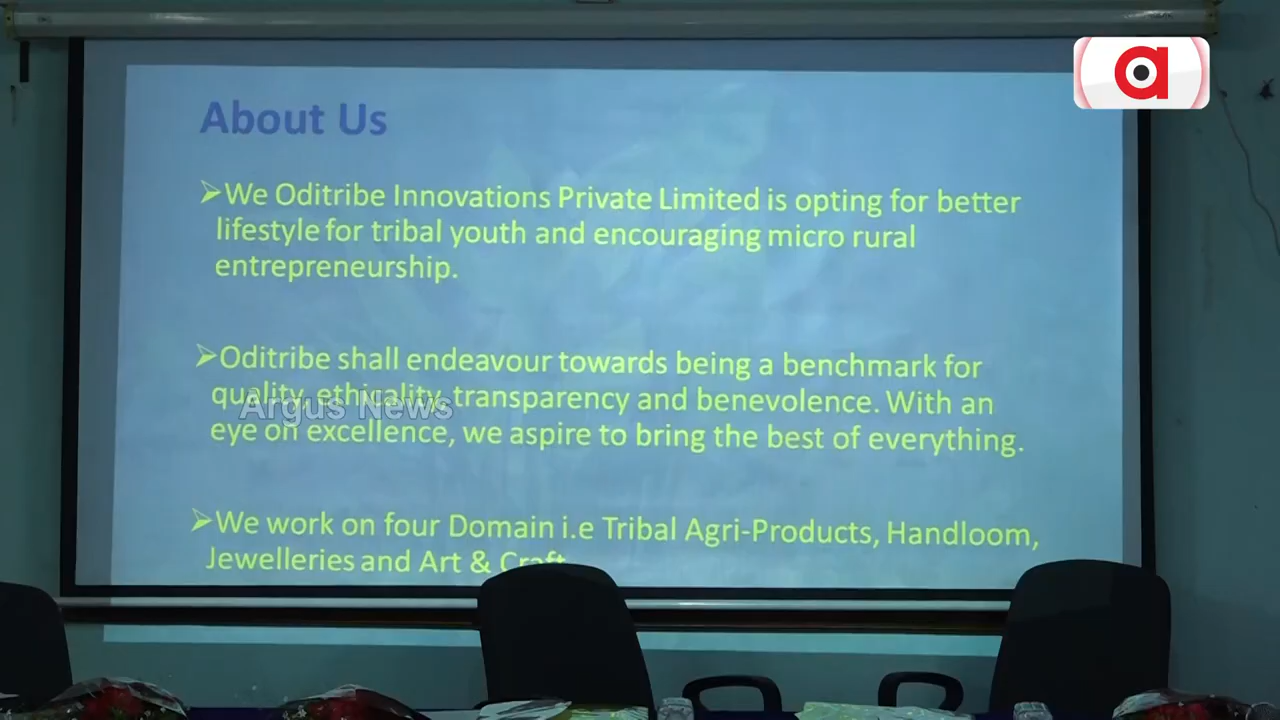 About Us
➢We Oditribe Innovations Private Limited is opting for better
lifestyle for tribal youth and encouraging micro rural
entrepreneurship.
➢Oditribe shall endeavour towards being a benchmark for
quality, ethicality, transparency and benevolence. With an
eye on excellence, we aspire to bring the best of everything.
➢We work on four Domain i.e Tribal Agri-Products, Handloom,
Jewelleries and Art & Craft
Argus News
a